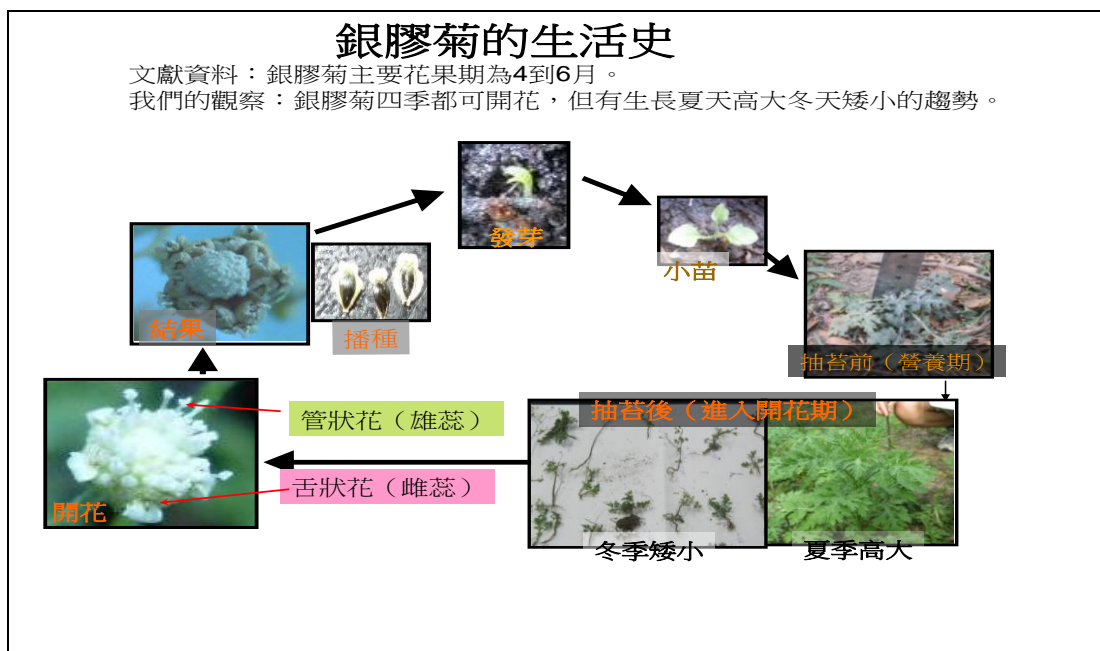 銀膠菊的生活史
文獻資料：銀膠菊主要花果期為4到6月。
我們的觀察：銀膠菊四季都可開花，但有生長夏天高大冬天矮小的趨勢。
發芽
小苗
結果
播種
抽苔前（營養期）
抽苔後（進入開花期）
管狀花（雄蕊）
舌狀花（雌蕊）
開花
冬季矮小
夏季高大